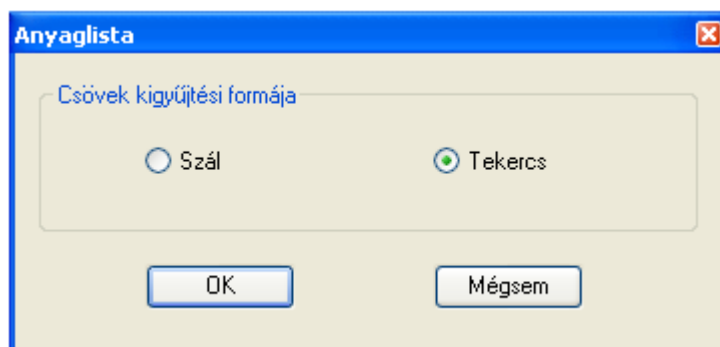 Anyaglista
Csövek kigyűjtési formája
Szál Tekercs
OK Mégsem